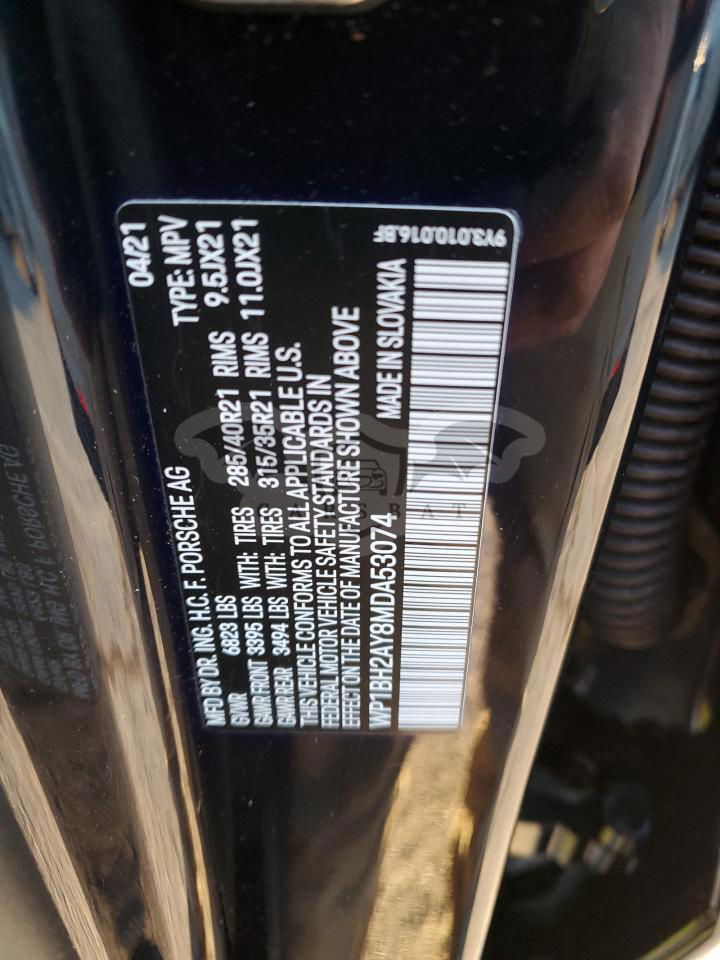 MFD BY DR. ING. H.C. F. PORSCHE AG 04/21
GVWR 6823 LBS TYPE: MPV
GAWR FRONT 3395 LBS WITH: TIRES 285/40R21 RIMS 9.5JX21
GAWR REAR 3494 LBS WITH: TIRES 315/35R21 RIMS 11.0JX21
THIS VEHICLE CONFORMS TO ALL APPLICABLE U.S.
FEDERAL MOTOR VEHICLE SAFETY STANDARDS IN
EFFECT ON THE DATE OF MANUFACTURE SHOWN ABOVE
WP1BH2AY8MDA53074 MADE IN SLOVAKIA
9Y3.010.016.BF